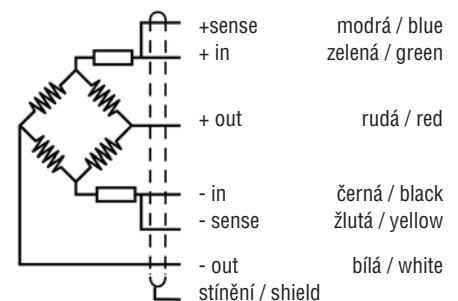 +sense modrá / blue
+ in zelená / green
+ out rudá / red
- in černá / black
- sense žlutá / yellow
- out bílá / white
stínění / shield